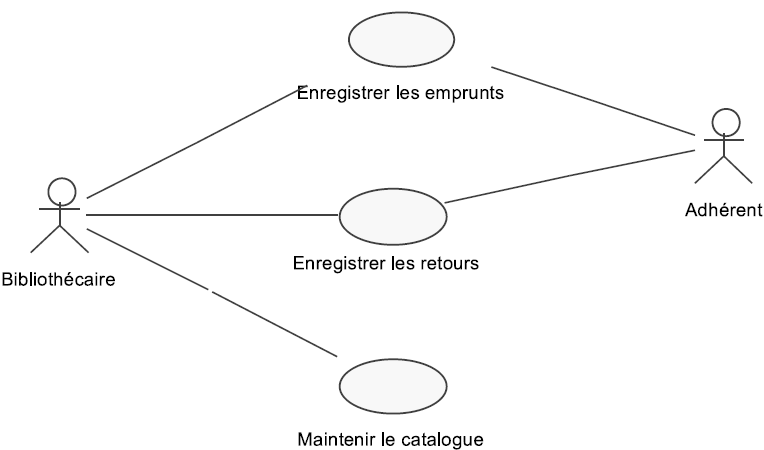 Enregistrer les emprunts
Adhérent
Enregistrer les retours
Bibliothécaire
Maintenir le catalogue